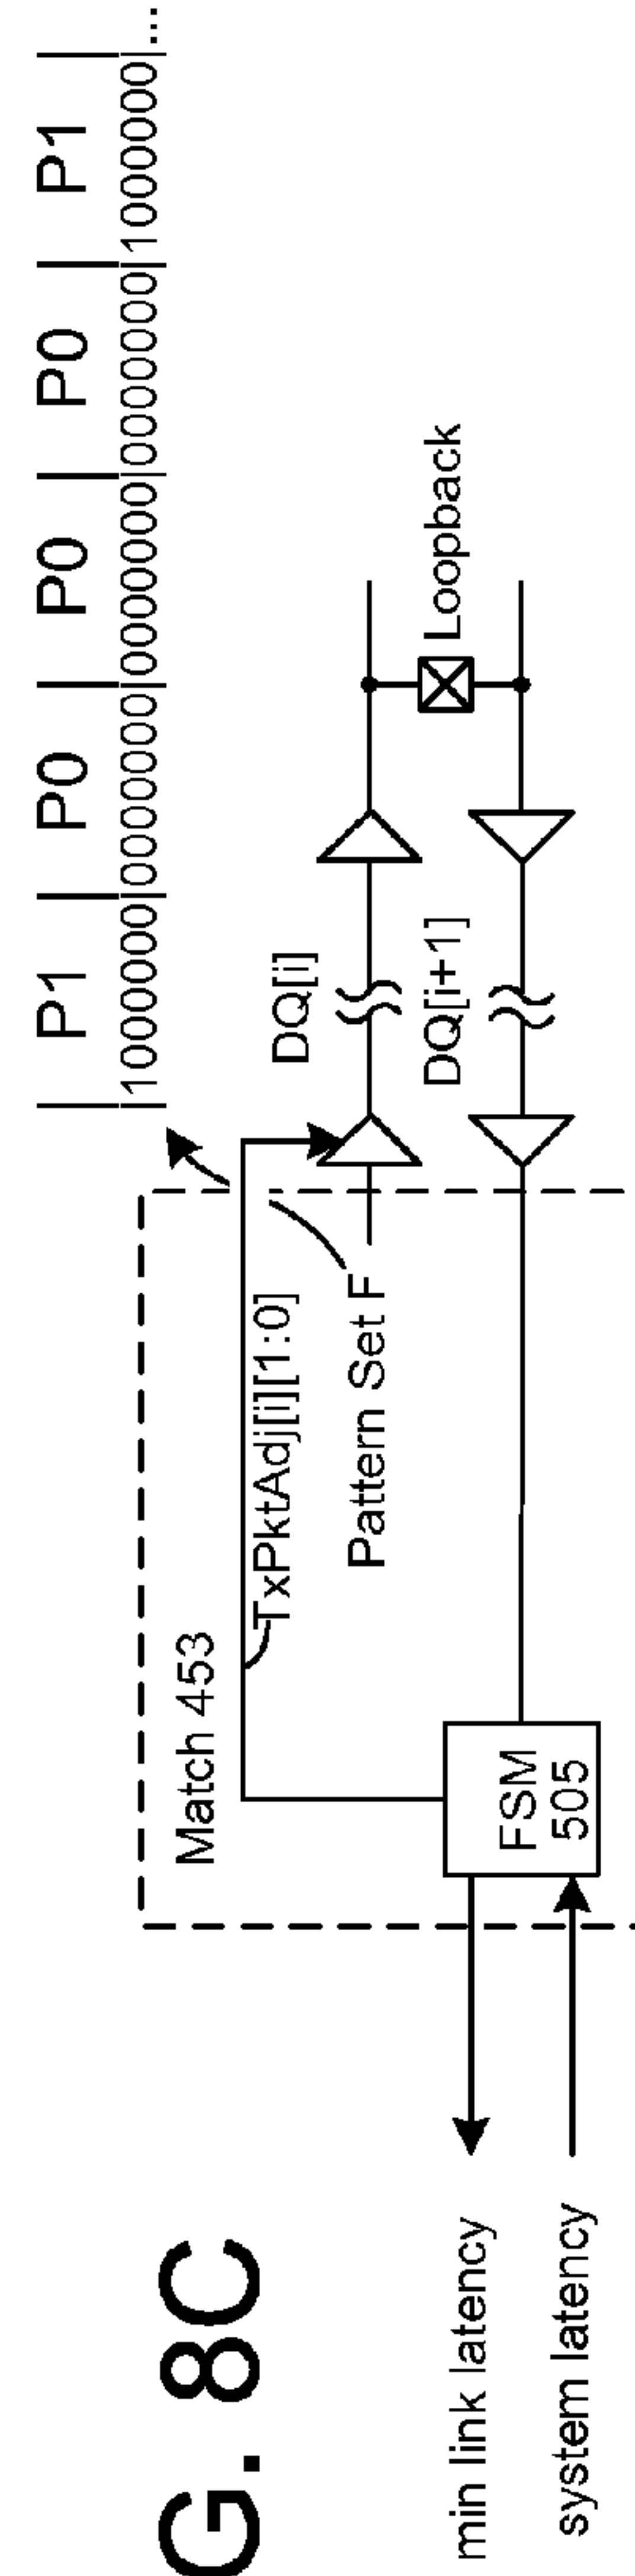 P1 | P0 | P0 | P0 | P1 |
|1000000|0000000|0000000|0000000|1000000|...
G. 8C
Match 453
TxPktAdj[i][1:0]
DQ[i]
Pattern Set F
DQ[i+1]
Loopback
min link latency
FSM
505
system latency